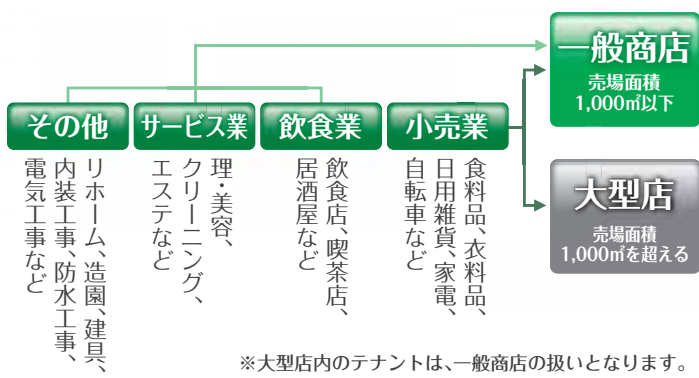 一般商店
売場面積
1,000㎡以下
その他
サービス業
飲食業
小売業
大型店
売場面積
1,000㎡を超える
リホーム、造園、建具、
内装工事、防水工事、
電気工事など
理・美容、
クリーニング、
エステなど
飲食店、喫茶店、
居酒屋など
食料品、衣料品、
日用雑貨、家電、
自転車など
※大型店内のテナントは、一般商店の扱いとなります。